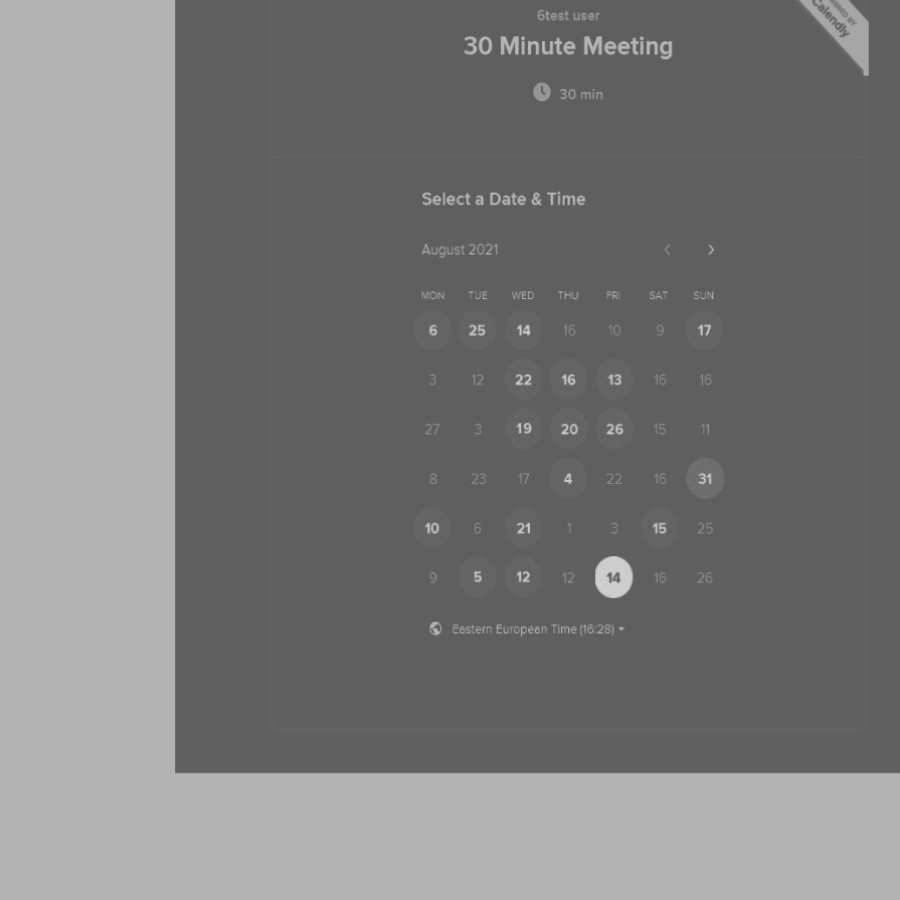 6test user
30 Minute Meeting
30 min
Calendly
Select a Date & Time
August 2021
MON TUE WED THU FRI SAT SUN
6 25 14 16 10 9 17
3 12 22 16 13 16 16
27 3 19 20 26 15 11
8 23 17 4 22 16 31
10 6 21 1 3 15 25
9 5 12 12 14 16 26
Eastern European Time (16:28)